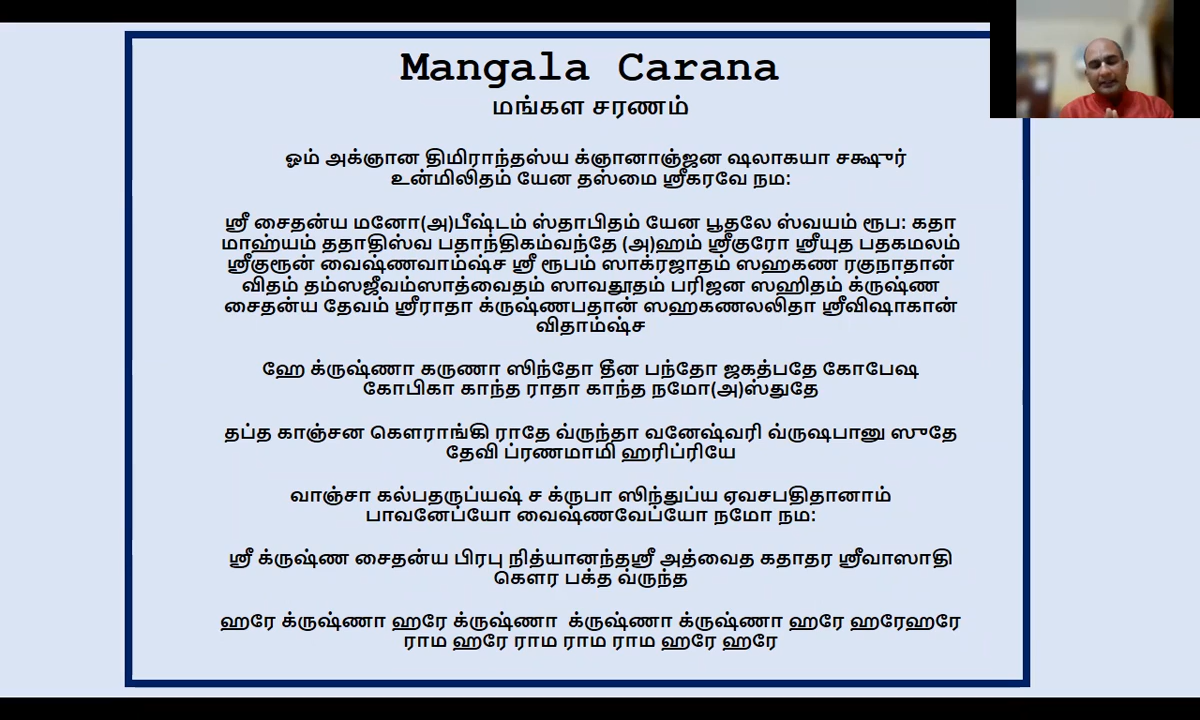 Mangala Carana
மங்கள சரணம்
ஓம் அக்ஞான திமிராந்தஸ்ய க்ஞானாஞ்ஜன ஷலாகயா சக்ஷுர்
உன்மிலிதம் யேன தஸ்மை ஸ்ரீகரவே நம:
ஸ்ரீ சைதன்ய மனோ(அ)பீஷ்டம் ஸ்தாபிதம் யேன பூதலே ஸ்வயம் ரூப: கதா
மாஹ்யம் ததாதிஸ்வ பதாந்திகம்வந்தே (அ)ஹம் ஸ்ரீகுரோ ஸ்ரீயுத பதகமலம்
ஸ்ரீகுரூன் வைஷ்ணவாம்ஷ்ச ஸ்ரீ ரூபம் ஸாக்ரஜாதம் ஸஹகண ரகுநாதான்
விதம் தம்ஸஜீவம்ஸாத்வைதம் ஸாவதூதம் பரிஜன ஸஹிதம் க்ருஷ்ண
சைதன்ய தேவம் ஸ்ரீராதா க்ருஷ்ணபதான் ஸஹகணலலிதா ஸ்ரீவிஷாகான்
விதாம்ஷ்ச
ஹே க்ருஷ்ணா கருணா ஸிந்தோ தீன பந்தோ ஜகத்பதே கோபேஷ
கோபிகா காந்த ராதா காந்த நமோ(அ)ஸ்துதே
தப்த காஞ்சன கௌராங்கி ராதே வ்ருந்தா வனேஷ்வரி வ்ருஷபானு ஸுதே
தேவி ப்ரணமாமி ஹரிப்ரியே
வாஞ்சா கல்பதருப்யஷ் ச க்ருபா ஸிந்துப்ய ஏவசபதிதானாம்
பாவனேப்யோ வைஷ்ணவேப்யோ நமோ நம:
ஸ்ரீ க்ருஷ்ண சைதன்ய பிரபு நித்யானந்தஸ்ரீ அத்வைத கதாதர ஸ்ரீவாஸாதி
கௌர பக்த வ்ருந்த
ஹரே க்ருஷ்ணா ஹரே க்ருஷ்ணா க்ருஷ்ணா க்ருஷ்ணா ஹரே ஹரேஹரே
ராம ஹரே ராம ராம ராம ஹரே ஹரே